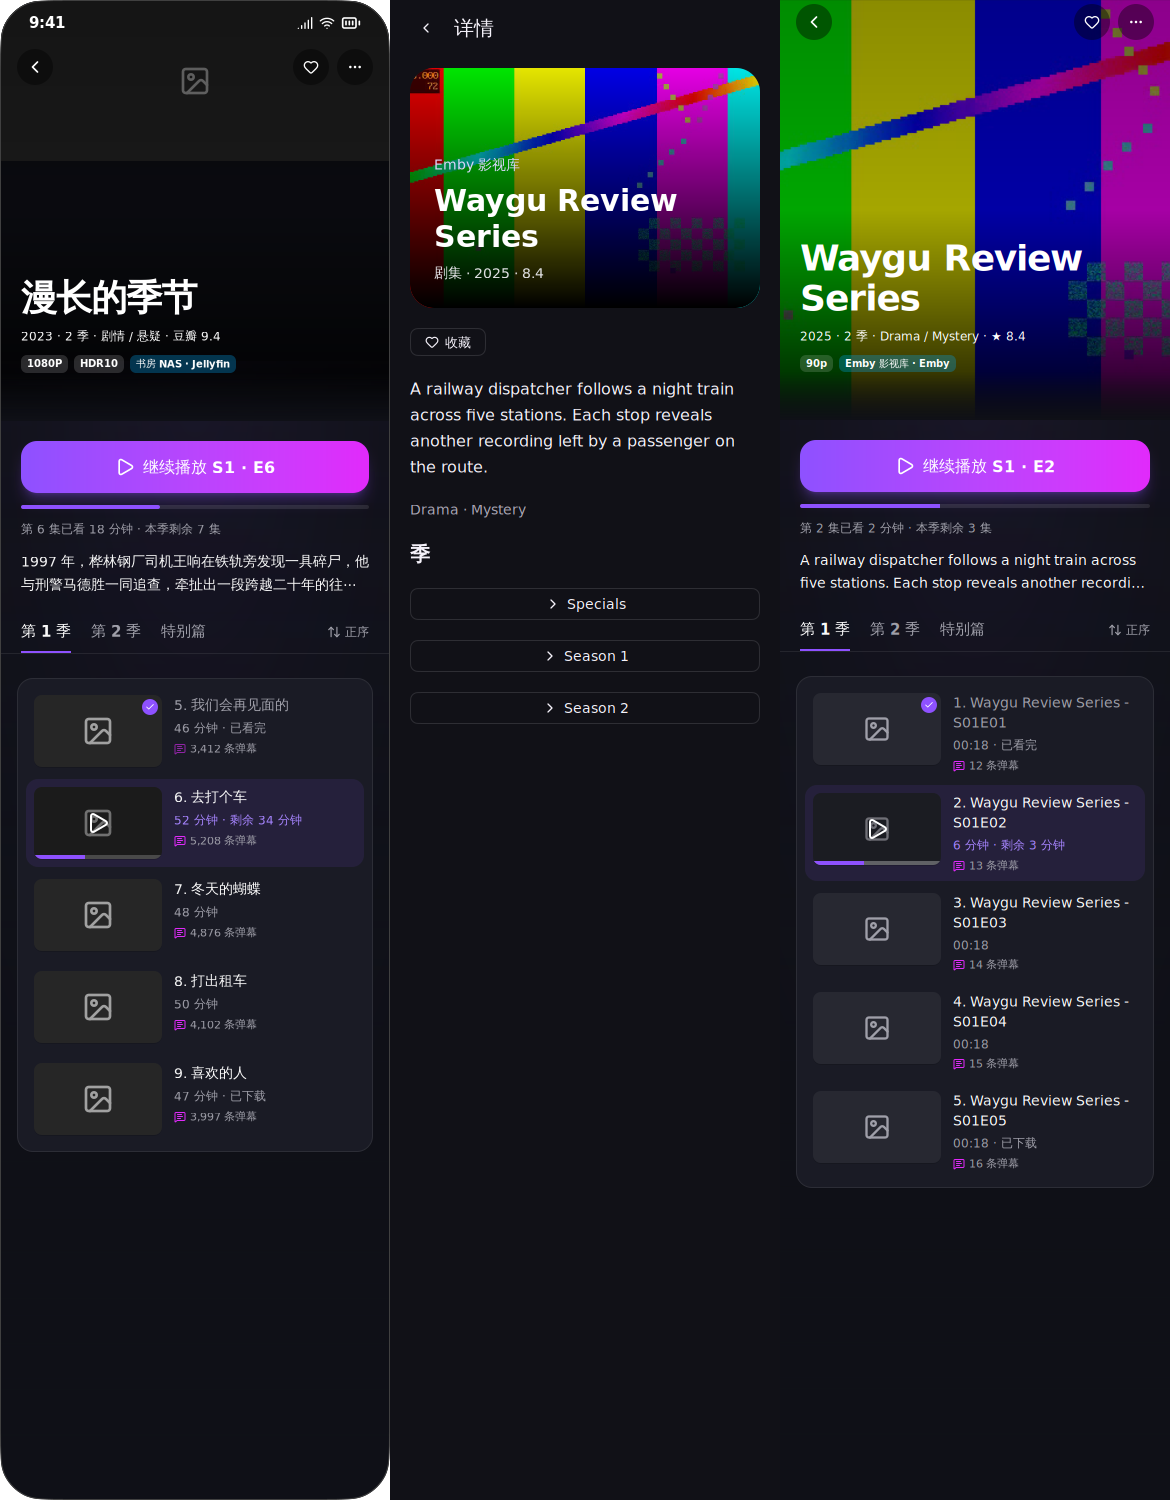 9:41
漫长的季节
2023 · 2 季 · 剧情 / 悬疑 · 豆瓣 9.4
1080P HDR10 书房 NAS · Jellyfin
继续播放 S1 · E6
第 6 集已看 18 分钟 · 本季剩余 7 集
1997 年，桦林钢厂司机王响在铁轨旁发现一具碎尸，他
与刑警马德胜一同追查，牵扯出一段跨越二十年的往…
第 1 季 第 2 季 特别篇 正序
5. 我们会再见面的
46 分钟 · 已看完
3,412 条弹幕
6. 去打个车
52 分钟 · 剩余 34 分钟
5,208 条弹幕
7. 冬天的蝴蝶
48 分钟
4,876 条弹幕
8. 打出租车
50 分钟
4,102 条弹幕
9. 喜欢的人
47 分钟 · 已下载
3,997 条弹幕
详情
.000
72
Emby 影视库
Waygu Review
Series
剧集 · 2025 · 8.4
收藏
A railway dispatcher follows a night train
across five stations. Each stop reveals
another recording left by a passenger on
the route.
Drama · Mystery
季
Specials
Season 1
Season 2
Waygu Review
Series
2025 · 2 季 · Drama / Mystery · ★ 8.4
90p Emby 影视库 · Emby
继续播放 S1 · E2
第 2 集已看 2 分钟 · 本季剩余 3 集
A railway dispatcher follows a night train across
five stations. Each stop reveals another recordi…
第 1 季 第 2 季 特别篇 正序
1. Waygu Review Series -
S01E01
00:18 · 已看完
12 条弹幕
2. Waygu Review Series -
S01E02
6 分钟 · 剩余 3 分钟
13 条弹幕
3. Waygu Review Series -
S01E03
00:18
14 条弹幕
4. Waygu Review Series -
S01E04
00:18
15 条弹幕
5. Waygu Review Series -
S01E05
00:18 · 已下载
16 条弹幕